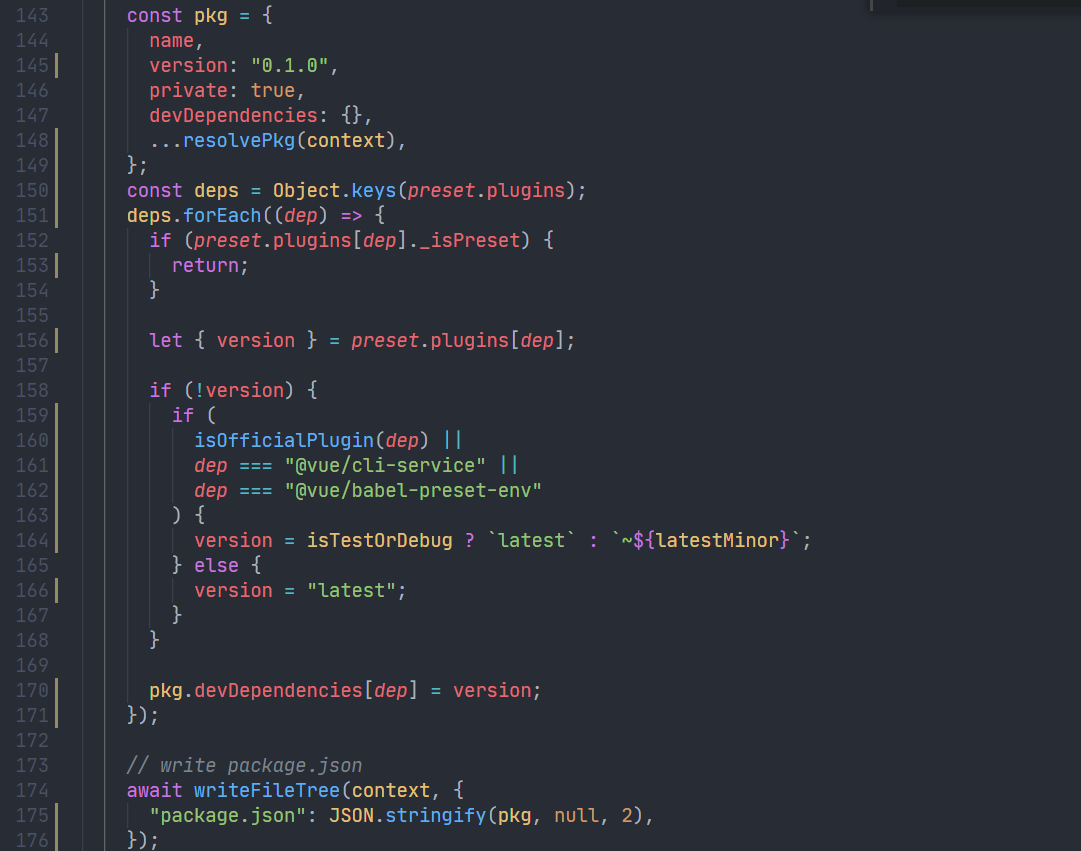 143 const pkg = {
144 name,
145 version: "0.1.0",
146 private: true,
147 devDependencies: {},
148 ...resolvePkg(context),
149 };
150 const deps = Object.keys(preset.plugins);
151 deps.forEach((dep) => {
152 if (preset.plugins[dep]._isPreset) {
153 return;
154 }
155
156 let { version } = preset.plugins[dep];
157
158 if (!version) {
159 if (
160 isOfficialPlugin(dep) ||
161 dep === "@vue/cli-service" ||
162 dep === "@vue/babel-preset-env"
163 ) {
164 version = isTestOrDebug ? `latest` : `~${latestMinor}`;
165 } else {
166 version = "latest";
167 }
168 }
169
170 pkg.devDependencies[dep] = version;
171 });
172
173 // write package.json
174 await writeFileTree(context, {
175 "package.json": JSON.stringify(pkg, null, 2),
176 });